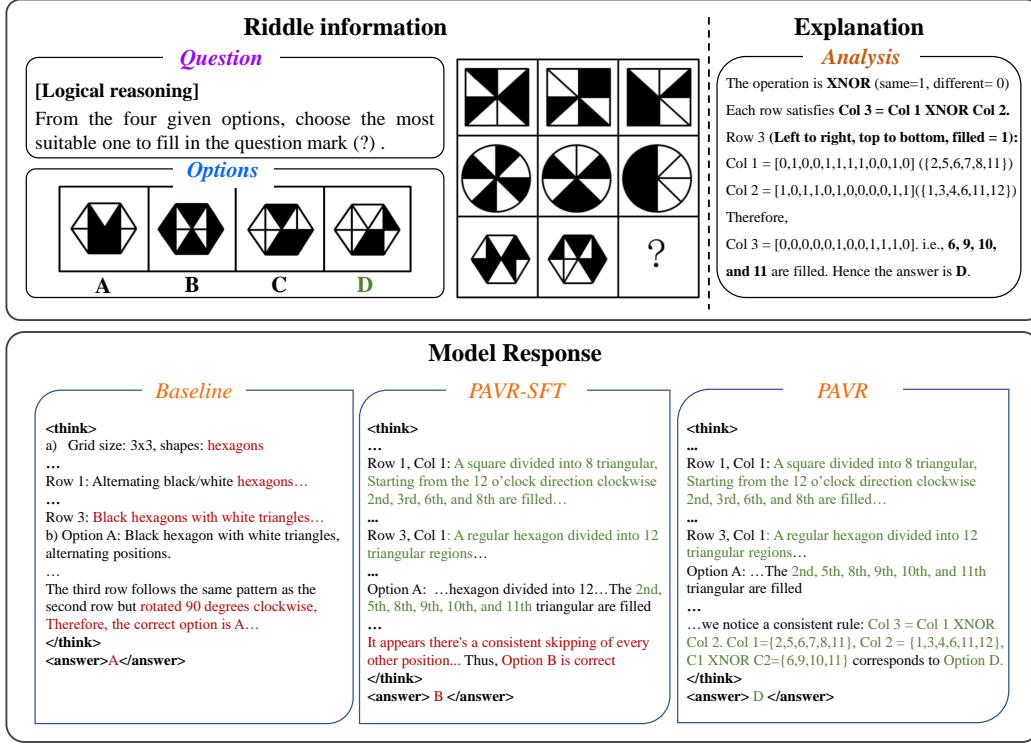 Riddle information
Question
[Logical reasoning]
From the four given options, choose the most
suitable one to fill in the question mark (?) .
Options
A B C D
?
Explanation
Analysis
The operation is XNOR (same=1, different= 0)
Each row satisfies Col 3 = Col 1 XNOR Col 2.
Row 3 (Left to right, top to bottom, filled = 1):
Col 1 = [0,1,0,0,1,1,1,1,0,0,1,0] ({2,5,6,7,8,11})
Col 2 = [1,0,1,1,0,1,0,0,0,0,1,1]({1,3,4,6,11,12})
Therefore,
Col 3 = [0,0,0,0,0,1,0,0,1,1,1,0]. i.e., 6, 9, 10,
and 11 are filled. Hence the answer is D.
Model Response
Baseline
<think>
a) Grid size: 3x3, shapes: hexagons
...
Row 1: Alternating black/white hexagons…
...
Row 3: Black hexagons with white triangles…
b) Option A: Black hexagon with white triangles,
alternating positions.
…
The third row follows the same pattern as the
second row but rotated 90 degrees clockwise,
Therefore, the correct option is A…
</think>
<answer>A</answer>
PAVR-SFT
<think>
...
Row 1, Col 1: A square divided into 8 triangular,
Starting from the 12 o’clock direction clockwise
2nd, 3rd, 6th, and 8th are filled…
...
Row 3, Col 1: A regular hexagon divided into 12
triangular regions…
...
Option A: …hexagon divided into 12…The 2nd,
5th, 8th, 9th, 10th, and 11th triangular are filled
...
It appears there's a consistent skipping of every
other position... Thus, Option B is correct
</think>
<answer> B </answer>
PAVR
<think>
...
Row 1, Col 1: A square divided into 8 triangular,
Starting from the 12 o’clock direction clockwise
2nd, 3rd, 6th, and 8th are filled…
...
Row 3, Col 1: A regular hexagon divided into 12
triangular regions…
Option A: …The 2nd, 5th, 8th, 9th, 10th, and 11th
triangular are filled
...
…we notice a consistent rule: Col 3 = Col 1 XNOR
Col 2. Col 1={2,5,6,7,8,11}, Col 2 = {1,3,4,6,11,12},
C1 XNOR C2={6,9,10,11} corresponds to Option D.
</think>
<answer> D </answer>